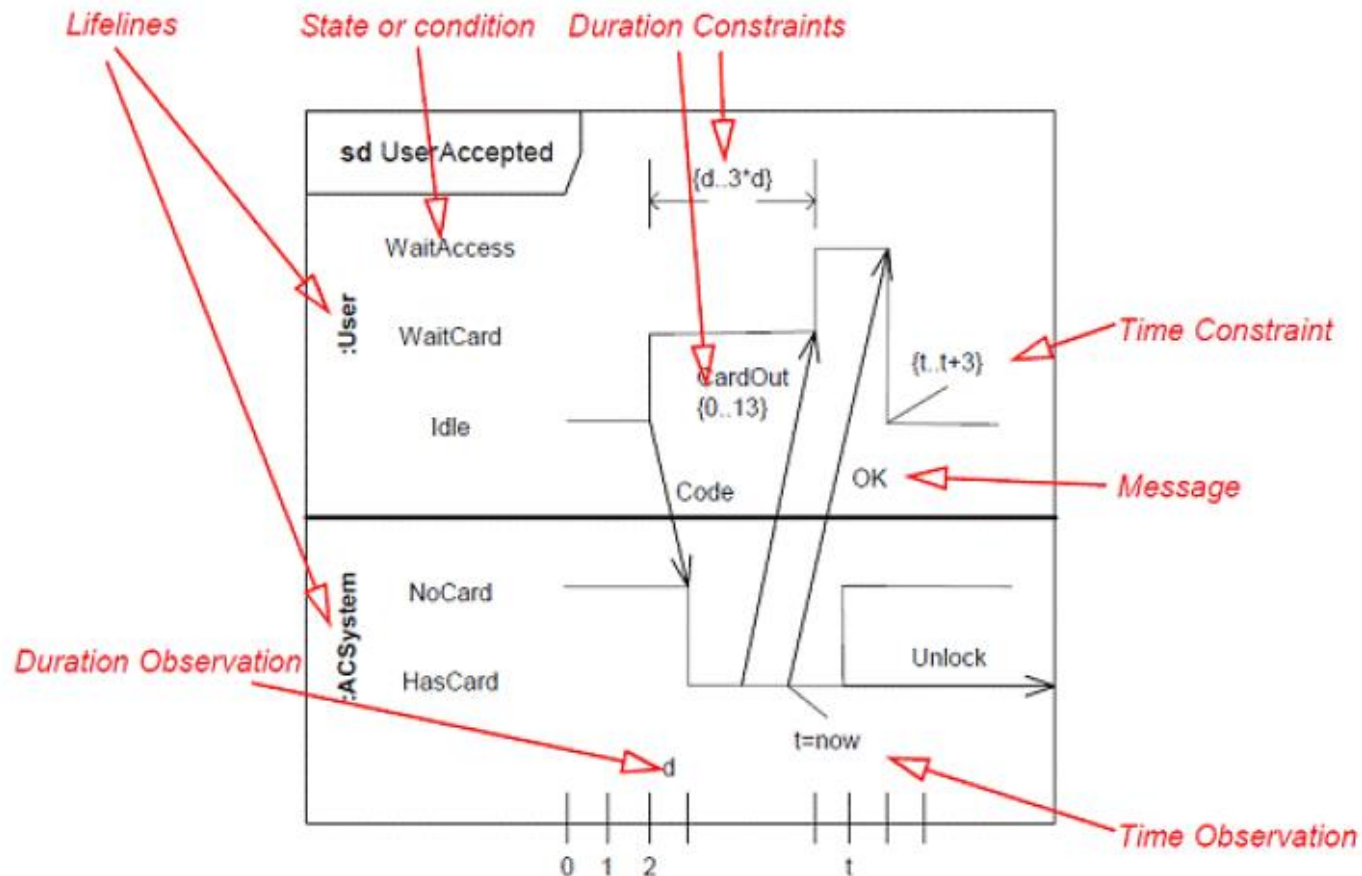 Lifelines
State or condition
Duration Constraints
sd UserAccepted
{d..3*d}
WaitAccess
:User
WaitCard
Time Constraint
{t..t+3}
CardOut
{0..13}
Idle
Code
OK
Message
NoCard
:ACSystem
Unlock
Duration Observation
HasCard
t=now
d
Time Observation
0 1 2 t